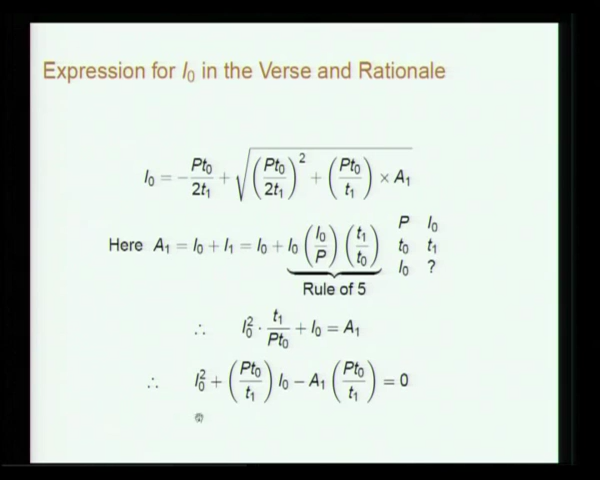 Expression for I₀ in the Verse and Rationale
I₀ = −Pt₀/2t₁ + √((Pt₀/2t₁)² + (Pt₀/t₁) × A₁)
Here A₁ = I₀ + I₁ = I₀ + I₀ (I₀/P) (t₁/t₀)
P I₀
t₀ t₁
I₀ ?
Rule of 5
∴ I₀² · t₁/Pt₀ + I₀ = A₁
∴ I₀² + (Pt₀/t₁) I₀ − A₁ (Pt₀/t₁) = 0